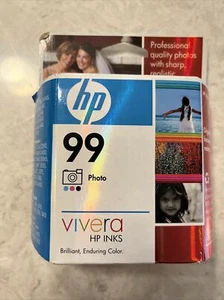 Professional
quality photos
with sharp,
realistic
hp
99
Photo
vivera
HP INKS
Brilliant, Enduring Color.